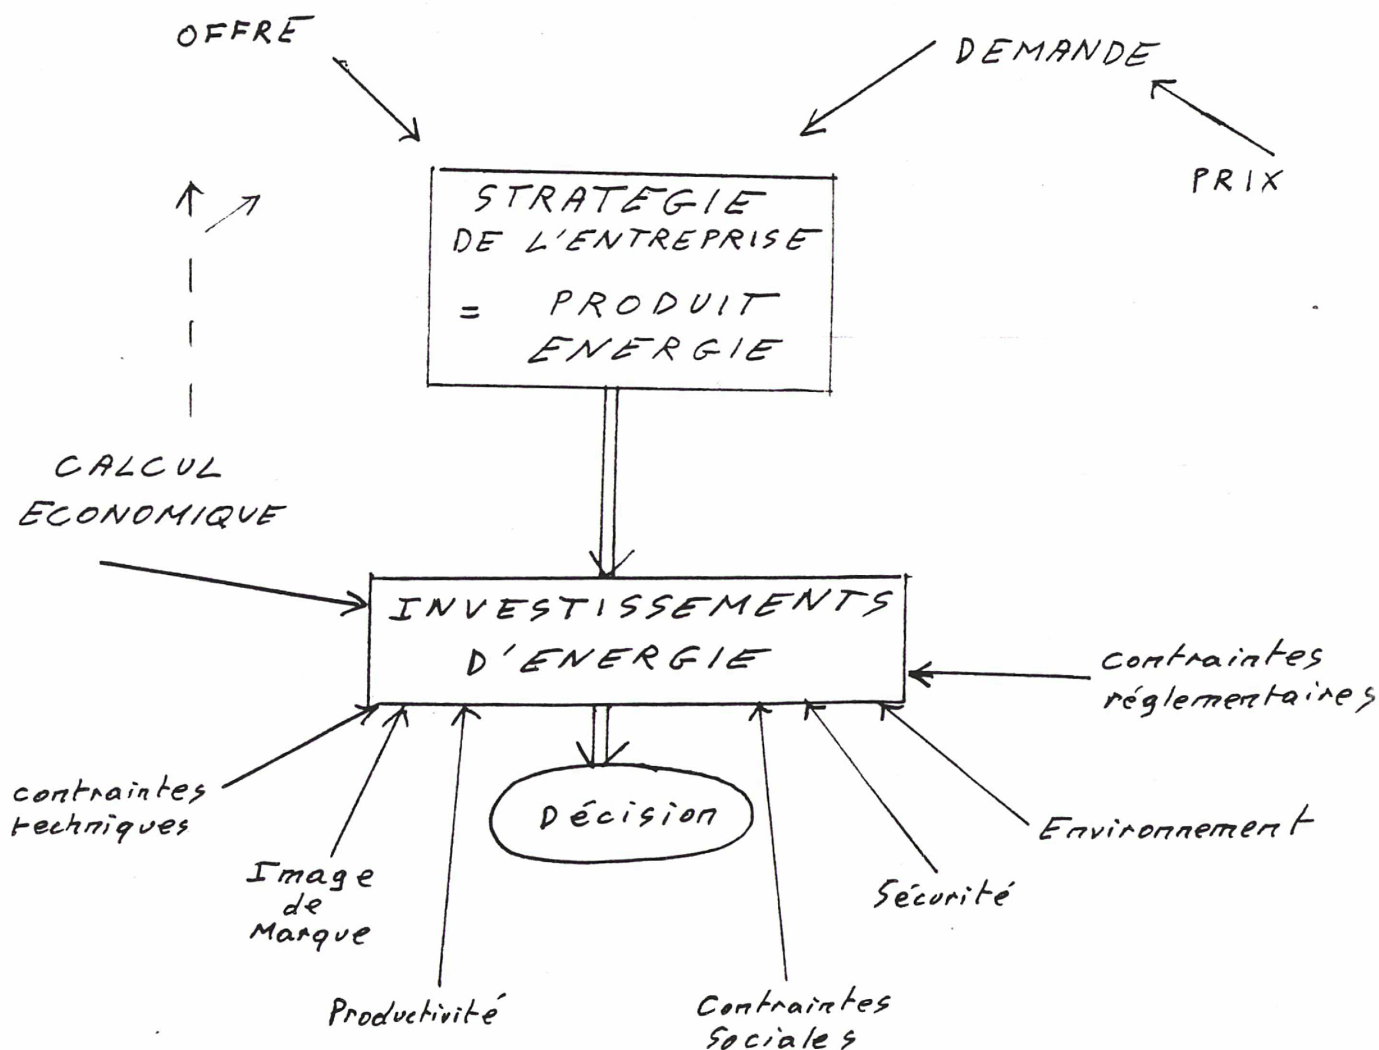 OFFRE
DEMANDE
PRIX
STRATEGIE
DE L'ENTREPRISE
= PRODUIT
ENERGIE
CALCUL
ECONOMIQUE
INVESTISSEMENTS
D'ENERGIE
contraintes
réglementaires
contraintes
techniques
Décision
Environnement
Image
de
Marque
Sécurité
Productivité
Contraintes
Sociales